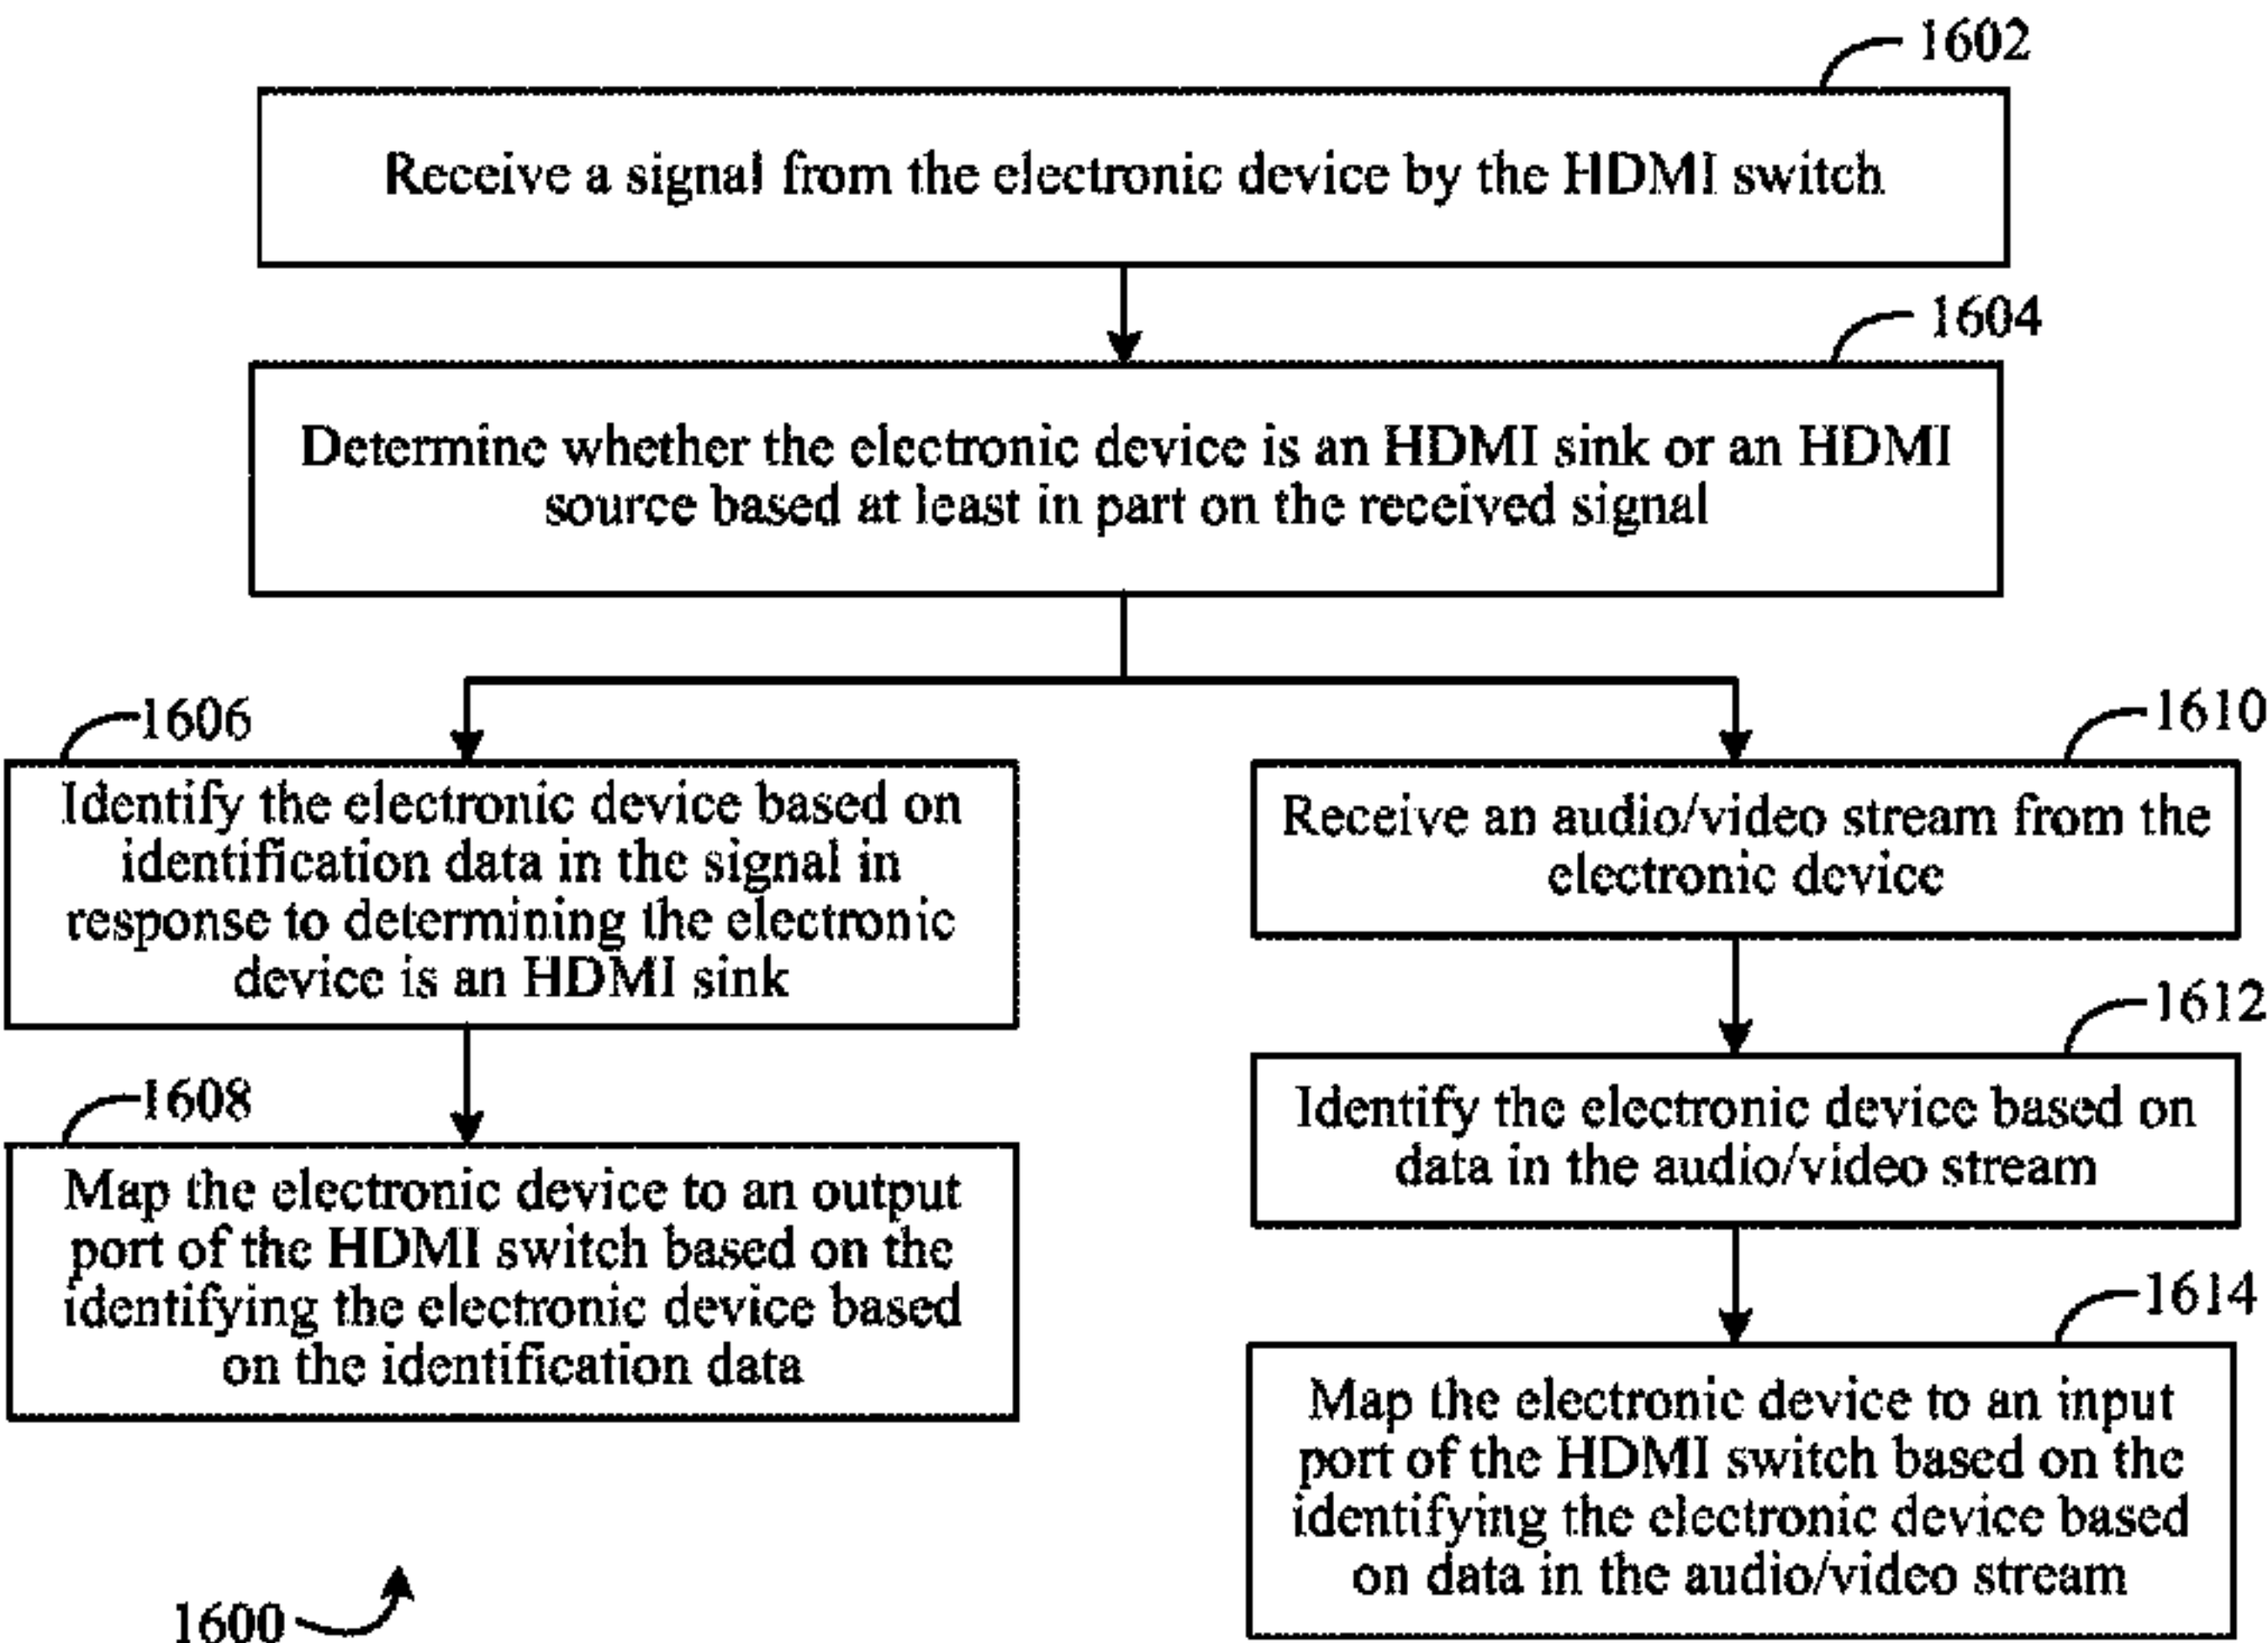 1602
Receive a signal from the electronic device by the HDMI switch
1604
Determine whether the electronic device is an HDMI sink or an HDMI
source based at least in part on the received signal
1606
Identify the electronic device based on
identification data in the signal in
response to determining the electronic
device is an HDMI sink
1608
Map the electronic device to an output
port of the HDMI switch based on the
identifying the electronic device based
on the identification data
1610
Receive an audio/video stream from the
electronic device
1612
Identify the electronic device based on
data in the audio/video stream
1614
Map the electronic device to an input
port of the HDMI switch based on the
identifying the electronic device based
on data in the audio/video stream
1600